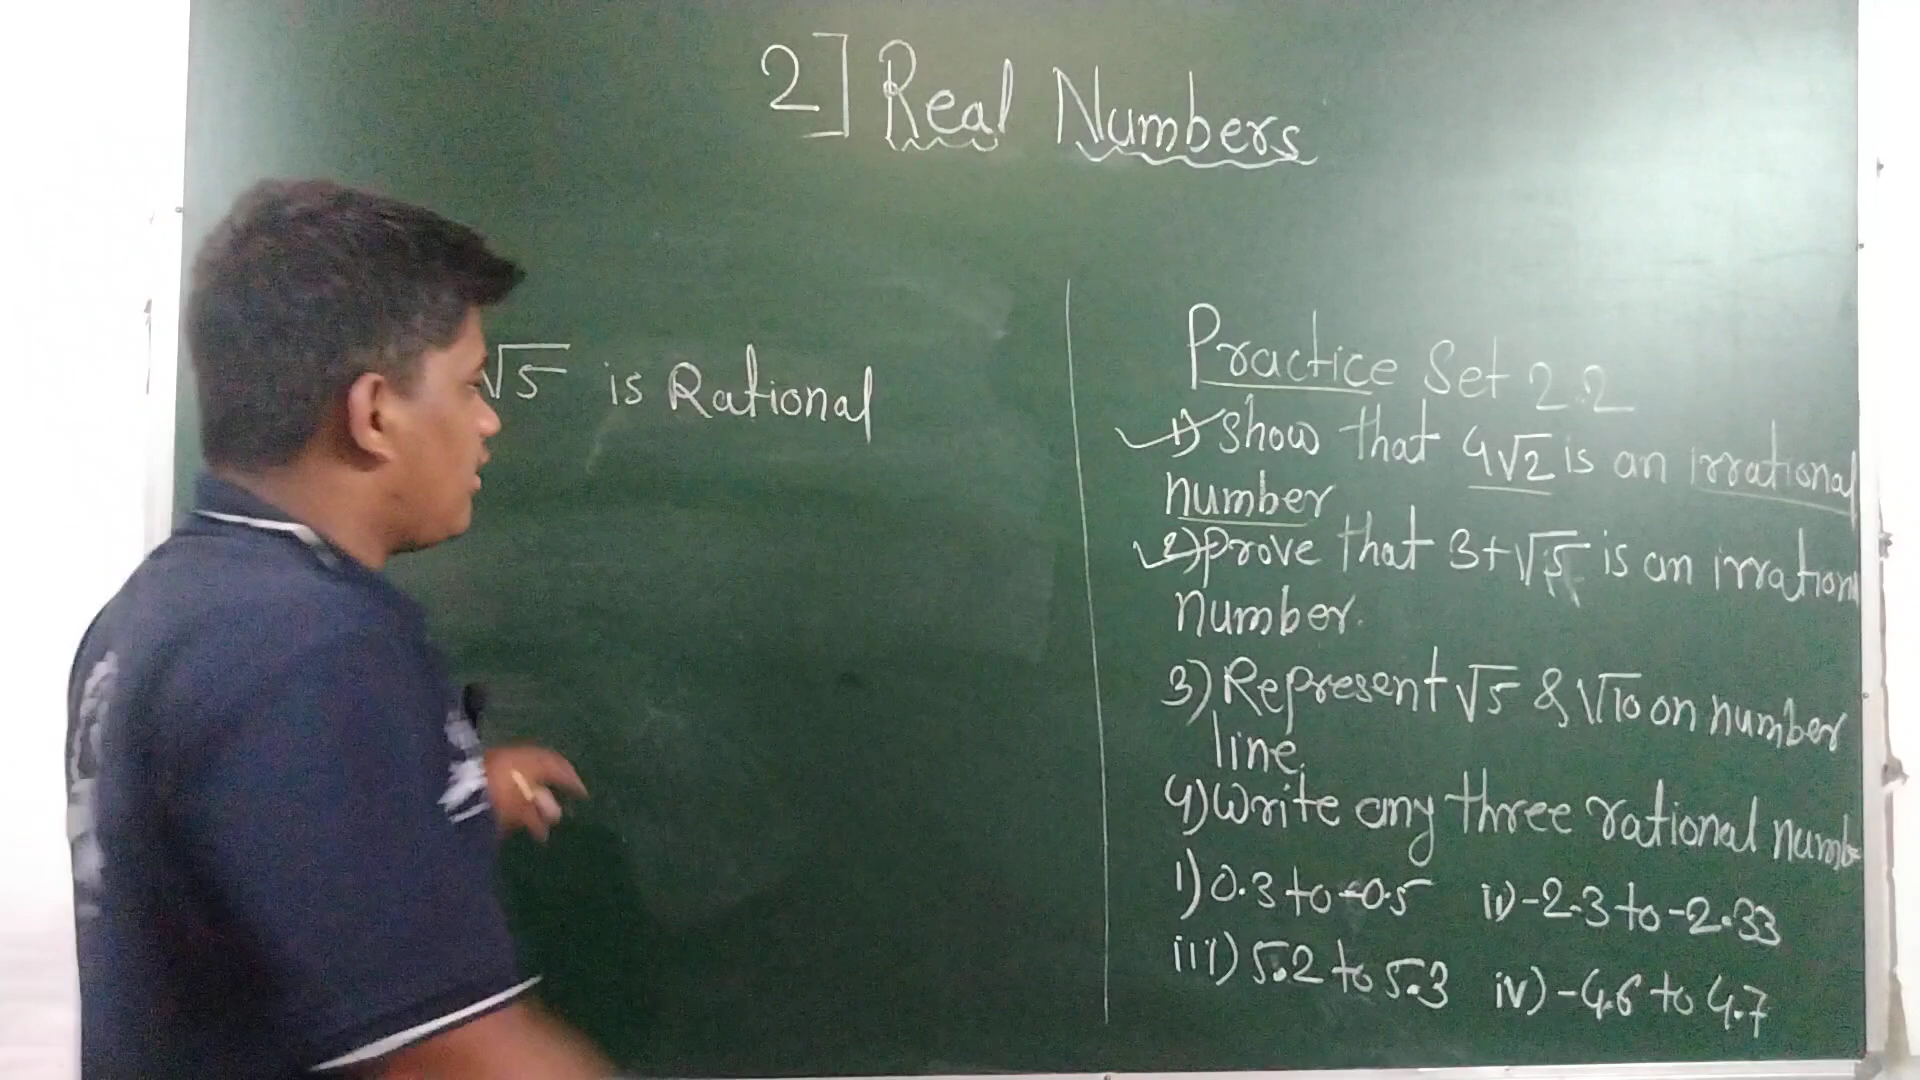 2] Real Numbers
√5 is Rational
Practice Set 2.2
1) Show that 4√2 is an irrational
number
2) Prove that 3+√5 is an irration
number.
3) Represent √5 & √10 on number
line.
4) Write any three rational numbe
i) 0.3 to -0.5 ii) -2.3 to -2.33
iii) 5.2 to 5.3 iv) -4.6 to 4.7